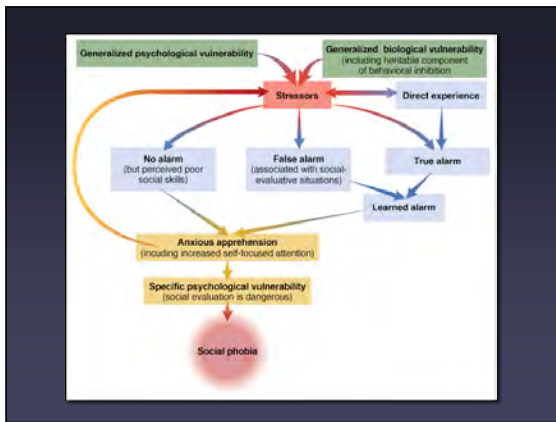 Generalized psychological vulnerability
Generalized biological vulnerability
(including heritable component
of behavioral inhibition
Stressors
Direct experience
No alarm
(but perceived poor
social skills)
False alarm
(associated with social-
evaluative situations)
True alarm
Learned alarm
Anxious apprehension
(incuding increased self-focused attention)
Specific psychological vulnerability
(social evaluation is dangerous)
Social phobia